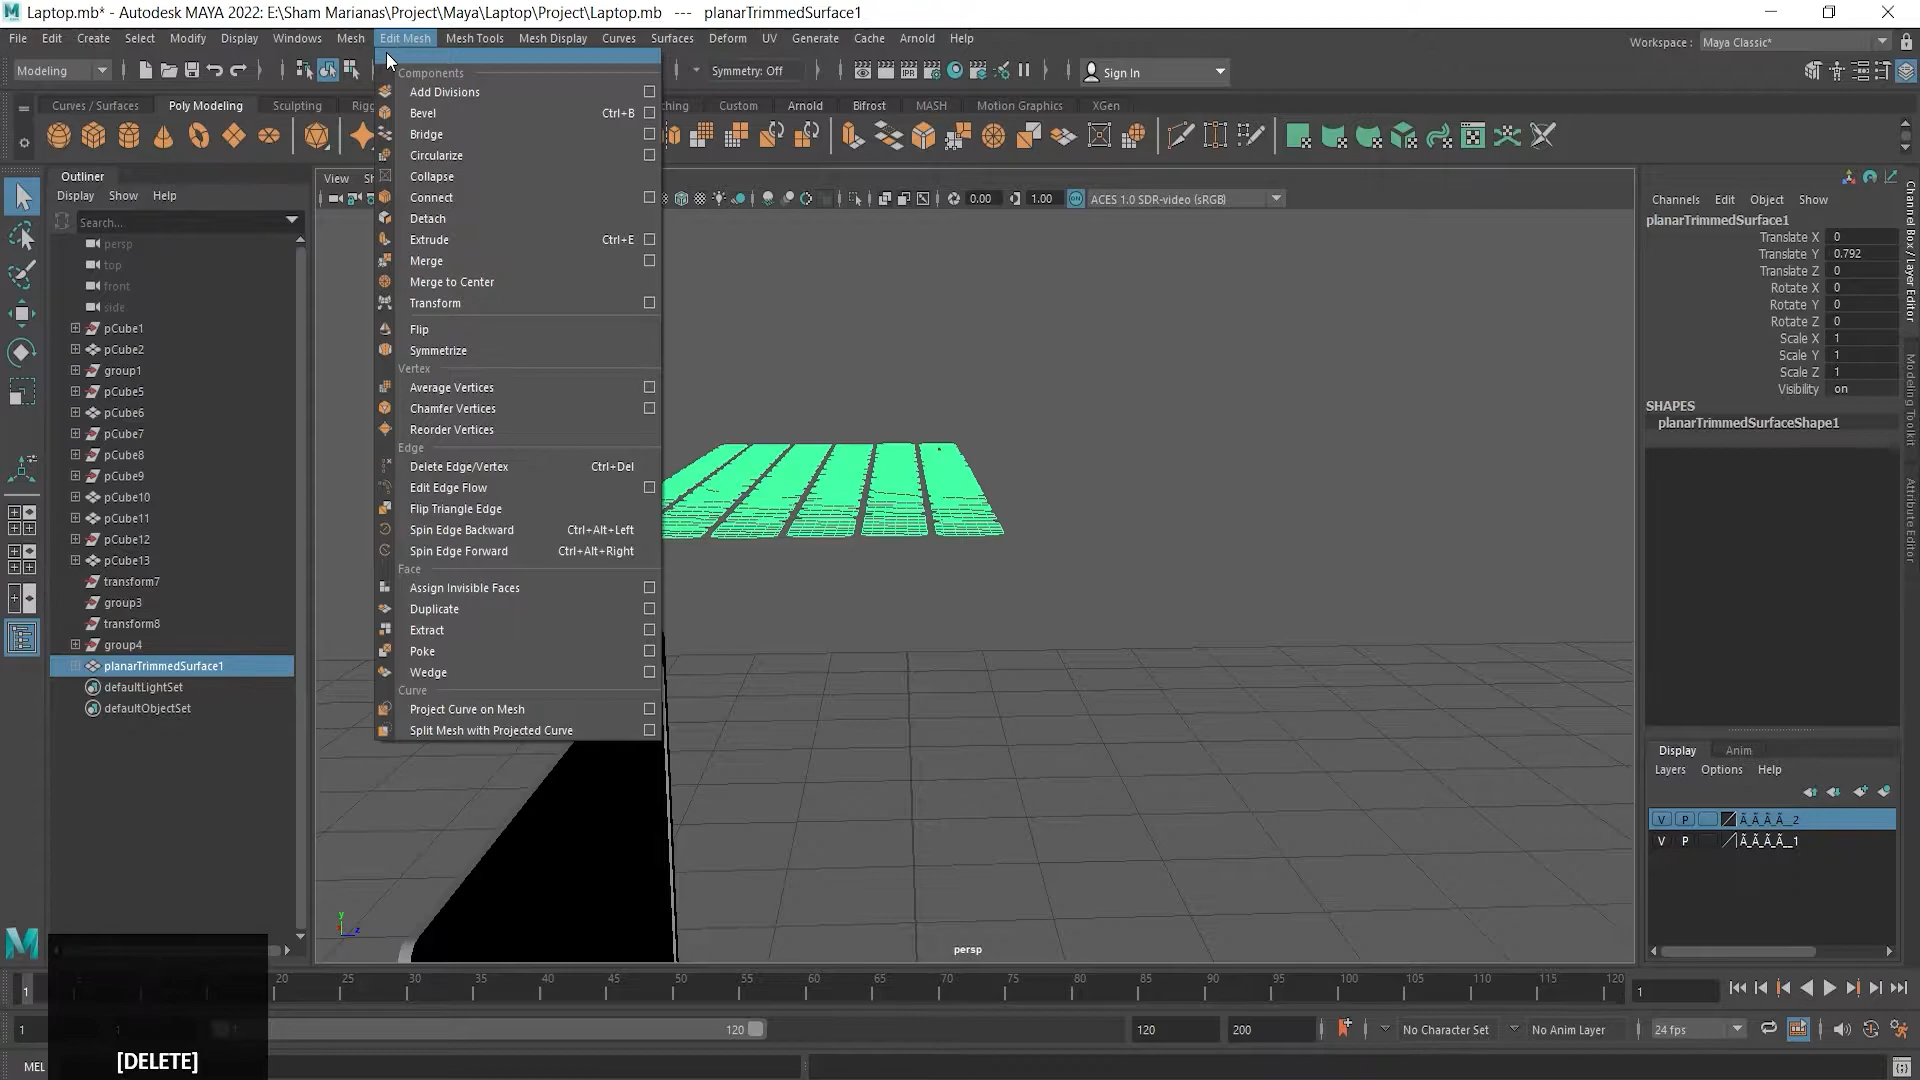 Laptop.mb* - Autodesk MAYA 2022: E:\Sham Marianas\Project\Maya\Laptop\Project\Laptop.mb   ---   planarTrimmedSurface1
File Edit Create Select Modify Display Windows Mesh Edit Mesh Mesh Tools Mesh Display Curves Surfaces Deform UV Generate Cache Arnold Help
Workspace : Maya Classic*
Modeling
Symmetry: Off
Sign In
Curves / Surfaces Poly Modeling Sculpting Custom Arnold Bifrost MASH Motion Graphics XGen
Components
Add Divisions
Bevel Ctrl+B
Bridge
Circularize
Collapse
Connect
Detach
Extrude Ctrl+E
Merge
Merge to Center
Transform
Flip
Symmetrize
Vertex
Average Vertices
Chamfer Vertices
Reorder Vertices
Edge
Delete Edge/Vertex Ctrl+Del
Edit Edge Flow
Flip Triangle Edge
Spin Edge Backward Ctrl+Alt+Left
Spin Edge Forward Ctrl+Alt+Right
Face
Assign Invisible Faces
Duplicate
Extract
Poke
Wedge
Curve
Project Curve on Mesh
Split Mesh with Projected Curve
Outliner
Display Show Help
Search...
persp
top
front
side
pCube1
pCube2
group1
pCube5
pCube6
pCube7
pCube8
pCube9
pCube10
pCube11
pCube12
pCube13
transform7
group3
transform8
group4
planarTrimmedSurface1
defaultLightSet
defaultObjectSet
View
0.00 1.00 ACES 1.0 SDR-video (sRGB)
IPR
persp
y
z
Channels Edit Object Show
planarTrimmedSurface1
Translate X 0
Translate Y 0.792
Translate Z 0
Rotate X 0
Rotate Y 0
Rotate Z 0
Scale X 1
Scale Y 1
Scale Z 1
Visibility on
SHAPES
planarTrimmedSurfaceShape1
Channel Box / Layer Editor
Modeling Toolkit
Attribute Editor
Display Anim
Layers Options Help
V P Ã_Ã_Ã_Ã__2
V P Ã_Ã_Ã_Ã__1
1 20 25 30 35 40 45 50 55 60 65 70 75 80 85 90 95 100 105 110 115 120
1
1 120 120 200 No Character Set No Anim Layer 24 fps
MEL
[DELETE]